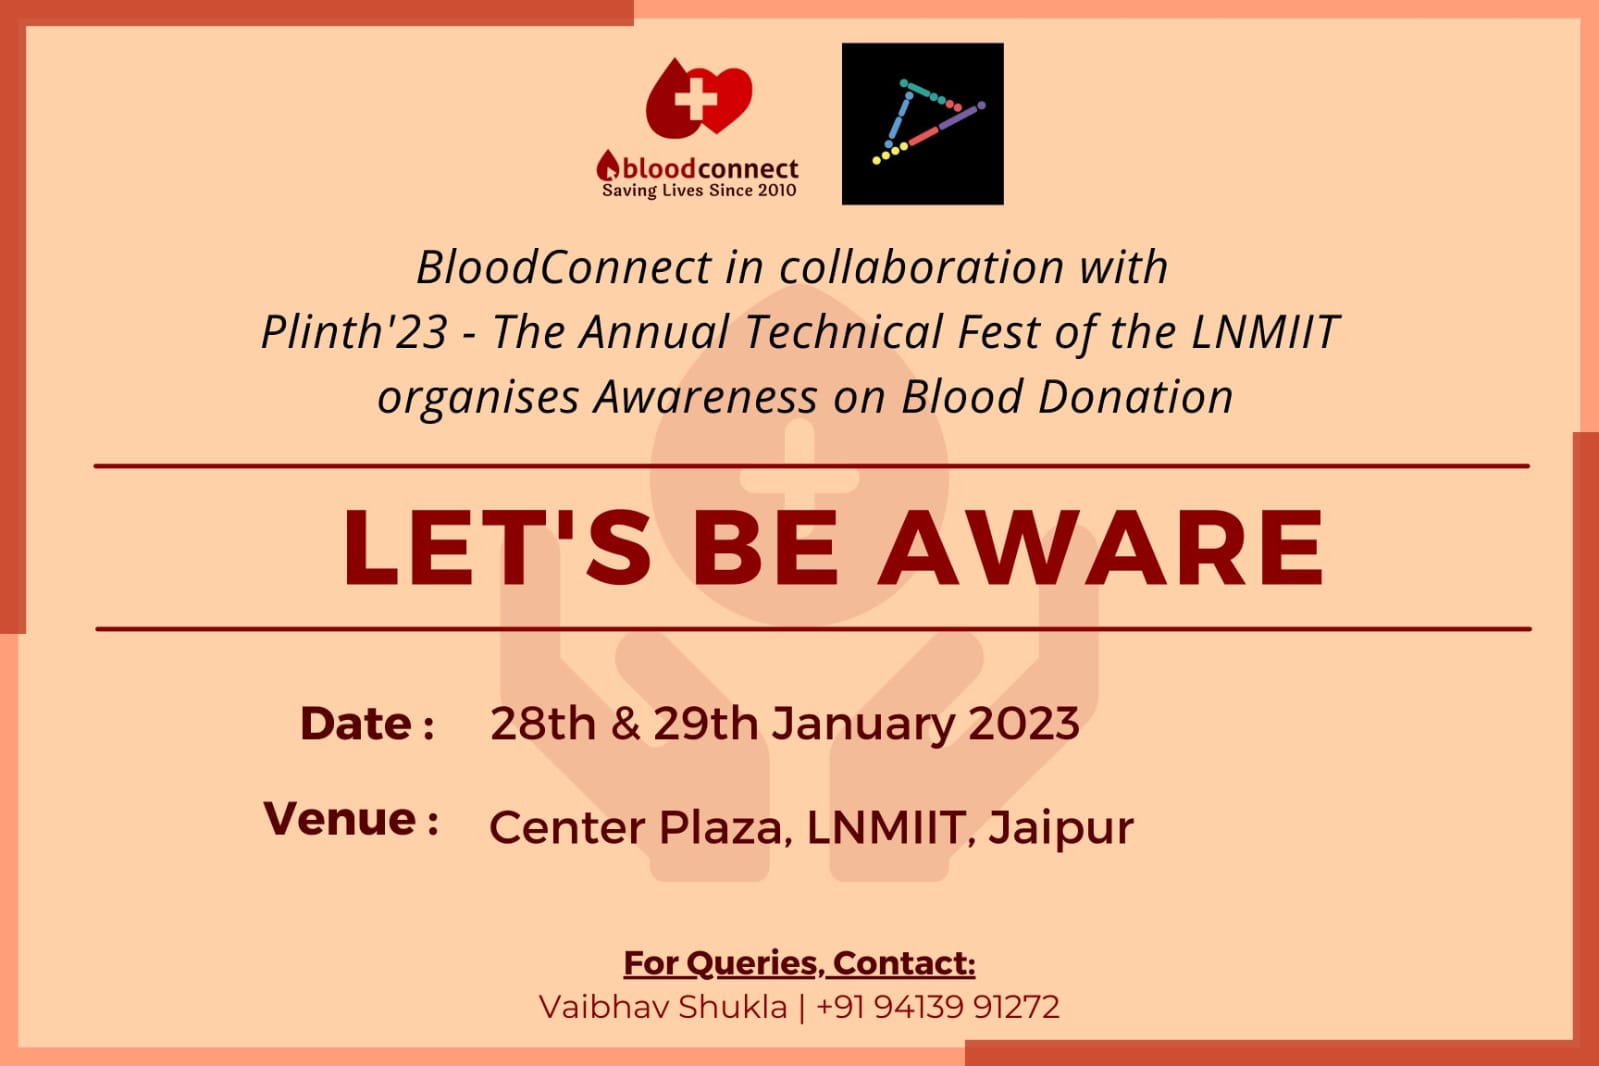 bloodconnect
Saving Lives Since 2010
BloodConnect in collaboration with
Plinth'23 - The Annual Technical Fest of the LNMIIT
organises Awareness on Blood Donation
LET'S BE AWARE
Date : 28th & 29th January 2023
Venue : Center Plaza, LNMIIT, Jaipur
For Queries, Contact:
Vaibhav Shukla | +91 94139 91272